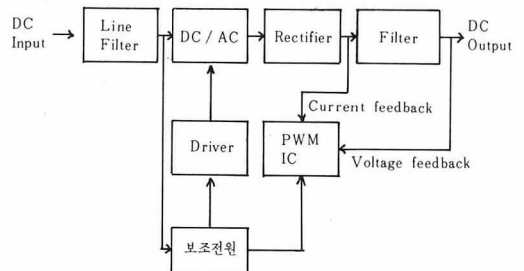 DC
Input
Line
Filter
DC / AC
Rectifier
Filter
DC
Output
Current feedback
Driver
PWM
IC
Voltage feedback
보조전원